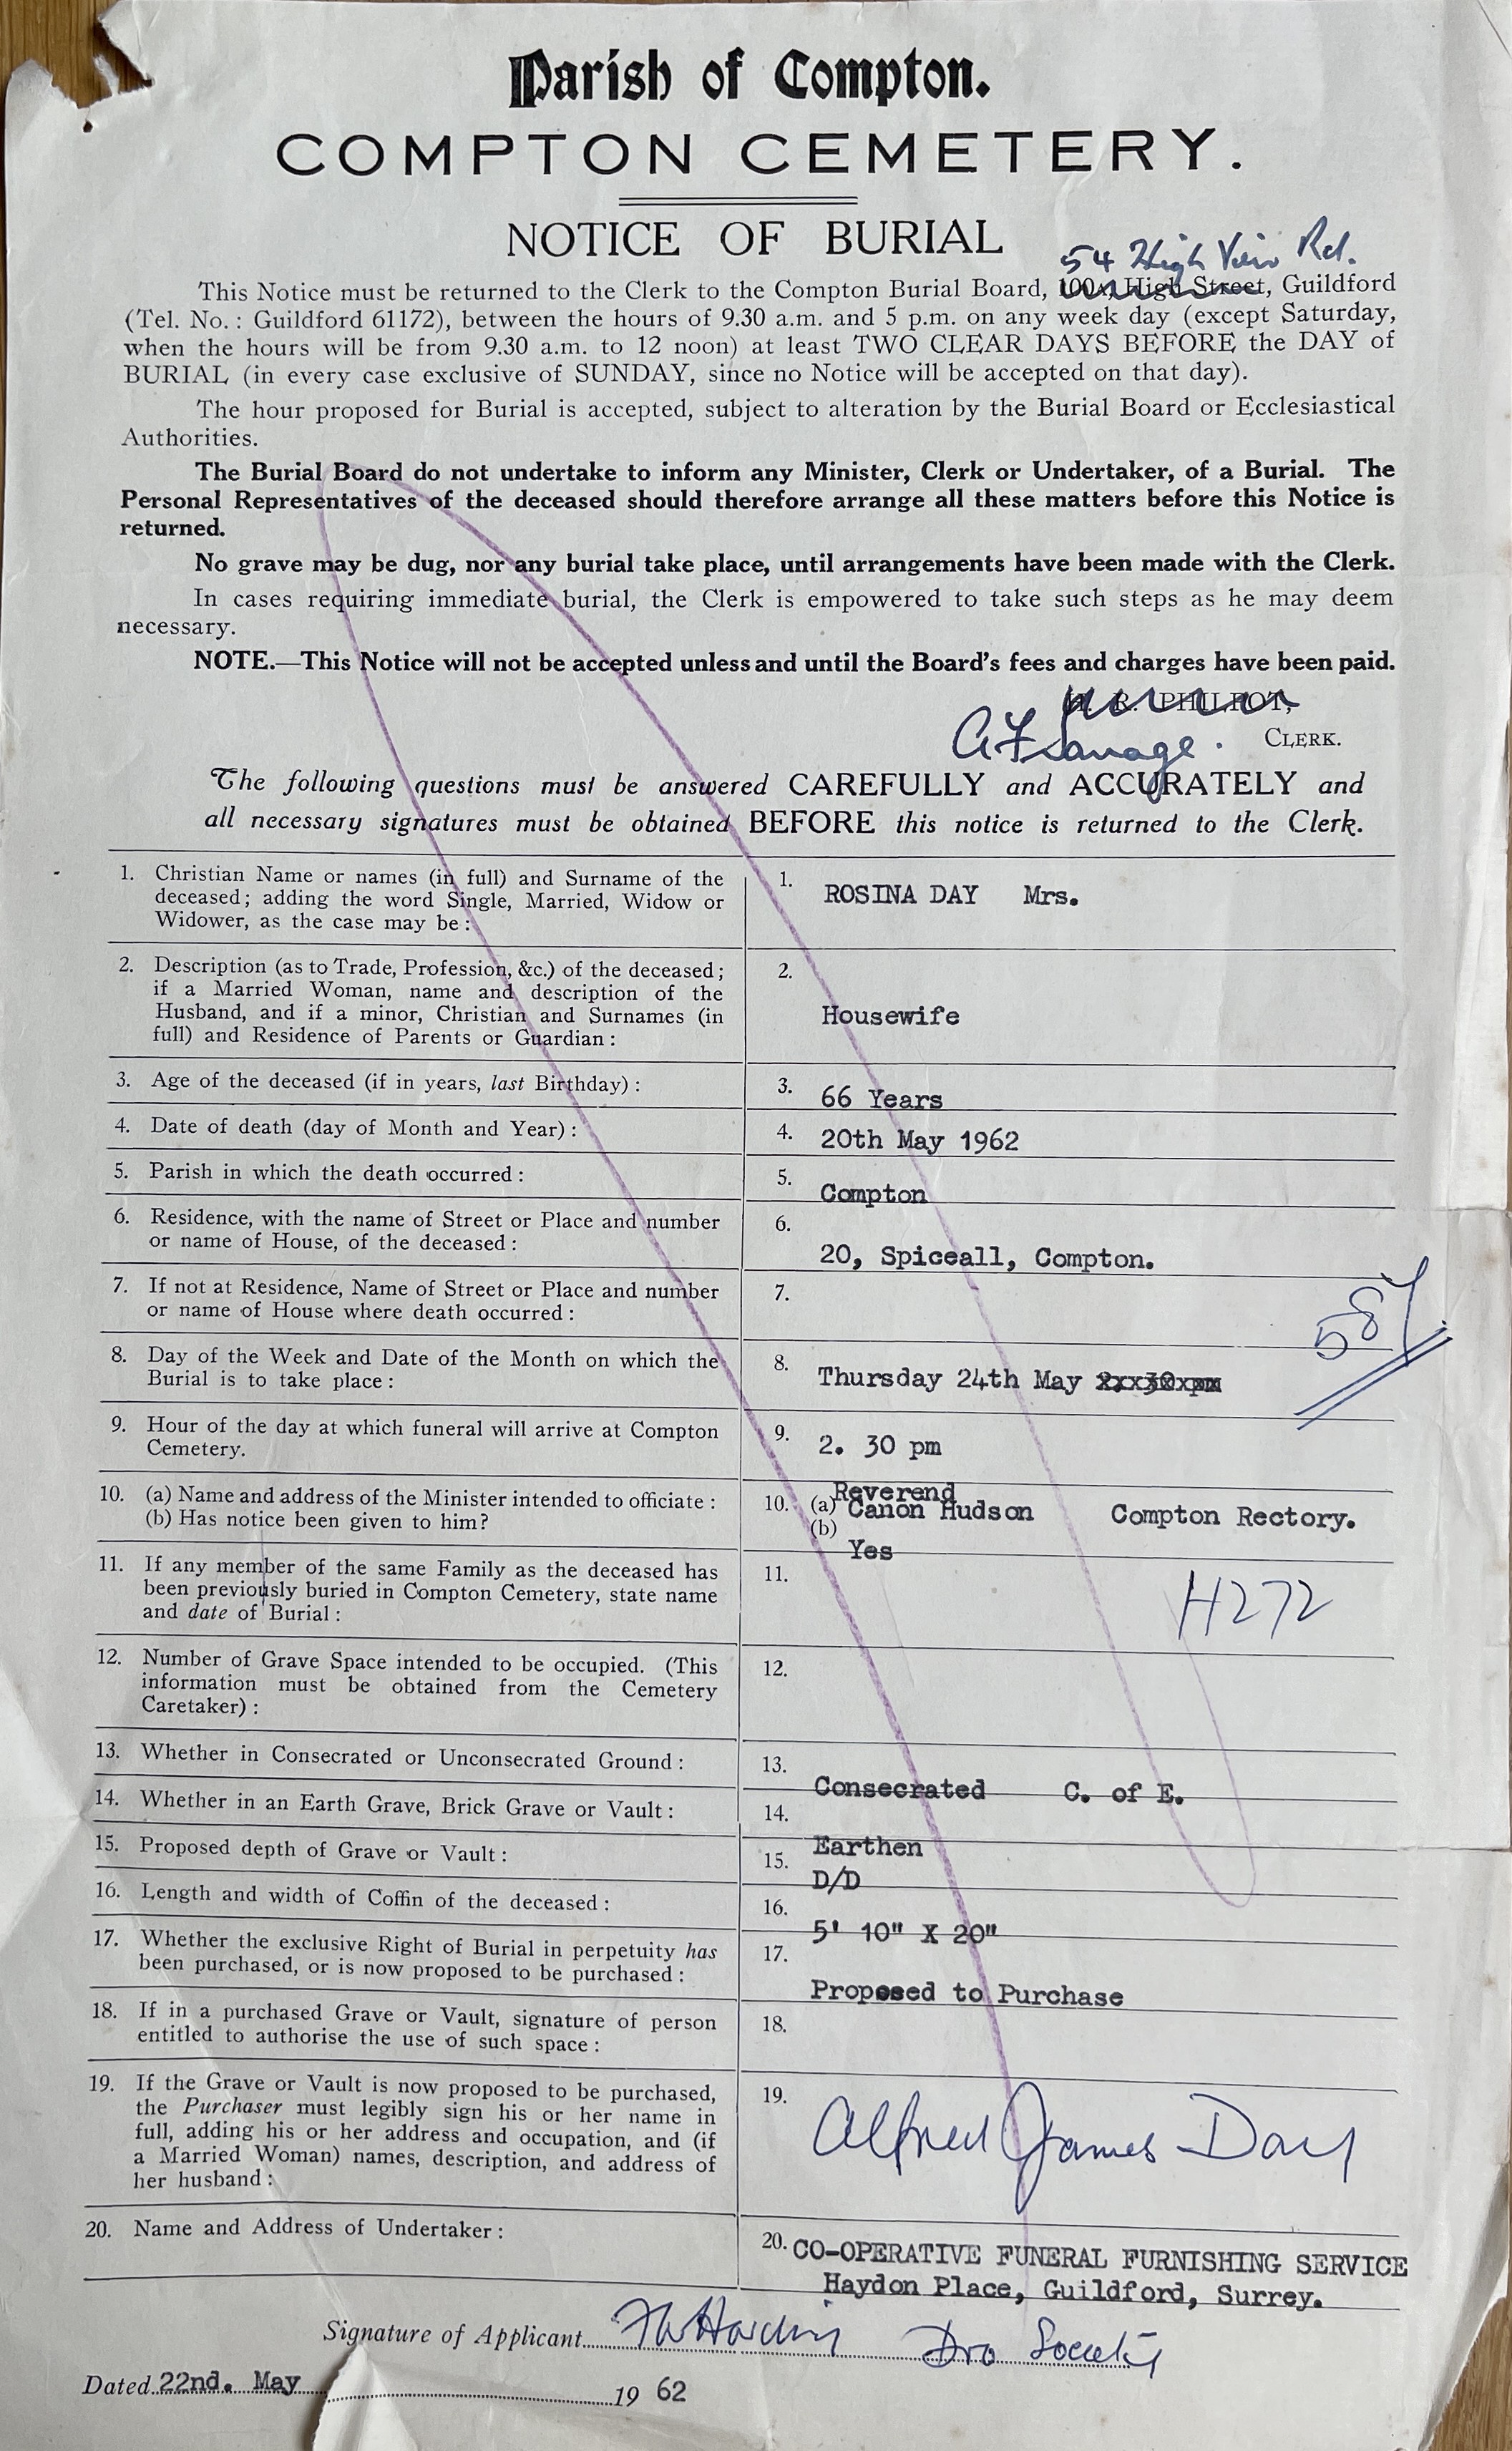 Parish of Compton.
COMPTON CEMETERY.
NOTICE OF BURIAL
54 High View Rd.
This Notice must be returned to the Clerk to the Compton Burial Board, 100A, High Street, Guildford
(Tel. No.: Guildford 61172), between the hours of 9.30 a.m. and 5 p.m. on any week day (except Saturday,
when the hours will be from 9.30 a.m. to 12 noon) at least TWO CLEAR DAYS BEFORE the DAY of
BURIAL (in every case exclusive of SUNDAY, since no Notice will be accepted on that day).
The hour proposed for Burial is accepted, subject to alteration by the Burial Board or Ecclesiastical
Authorities.
The Burial Board do not undertake to inform any Minister, Clerk or Undertaker, of a Burial. The
Personal Representatives of the deceased should therefore arrange all these matters before this Notice is
returned.
No grave may be dug, nor any burial take place, until arrangements have been made with the Clerk.
In cases requiring immediate burial, the Clerk is empowered to take such steps as he may deem
necessary.
NOTE.—This Notice will not be accepted unless and until the Board's fees and charges have been paid.
H. R. PHILPOT,
A F Savage. CLERK.
The following questions must be answered CAREFULLY and ACCURATELY and
all necessary signatures must be obtained BEFORE this notice is returned to the Clerk.
1. Christian Name or names (in full) and Surname of the
deceased; adding the word Single, Married, Widow or
Widower, as the case may be:
1. ROSINA DAY Mrs.
2. Description (as to Trade, Profession, &c.) of the deceased;
if a Married Woman, name and description of the
Husband, and if a minor, Christian and Surnames (in
full) and Residence of Parents or Guardian:
2.
Housewife
3. Age of the deceased (if in years, last Birthday):
3. 66 Years
4. Date of death (day of Month and Year):
4. 20th May 1962
5. Parish in which the death occurred:
5. Compton
6. Residence, with the name of Street or Place and number
or name of House, of the deceased:
6.
20, Spiceall, Compton.
7. If not at Residence, Name of Street or Place and number
or name of House where death occurred:
7.
587
8. Day of the Week and Date of the Month on which the
Burial is to take place:
8. Thursday 24th May
9. Hour of the day at which funeral will arrive at Compton
Cemetery.
9. 2. 30 pm
10. (a) Name and address of the Minister intended to officiate:
(b) Has notice been given to him?
Reverend
10. (a) Canon Hudson Compton Rectory.
(b)
Yes
11. If any member of the same Family as the deceased has
been previously buried in Compton Cemetery, state name
and date of Burial:
11.
H272
12. Number of Grave Space intended to be occupied. (This
information must be obtained from the Cemetery
Caretaker):
12.
13. Whether in Consecrated or Unconsecrated Ground:
13.
Consecrated C. of E.
14. Whether in an Earth Grave, Brick Grave or Vault:
14.
Earthen
15. Proposed depth of Grave or Vault:
15.
D/D
16. Length and width of Coffin of the deceased:
16.
5' 10" X 20"
17. Whether the exclusive Right of Burial in perpetuity has
been purchased, or is now proposed to be purchased:
17.
Proposed to Purchase
18. If in a purchased Grave or Vault, signature of person
entitled to authorise the use of such space:
18.
19. If the Grave or Vault is now proposed to be purchased,
the Purchaser must legibly sign his or her name in
full, adding his or her address and occupation, and (if
a Married Woman) names, description, and address of
her husband:
19.
Alfred James Day
20. Name and Address of Undertaker:
20. CO-OPERATIVE FUNERAL FURNISHING SERVICE
Haydon Place, Guildford, Surrey.
Signature of Applicant Pro Society
Dated 22nd. May 19 62